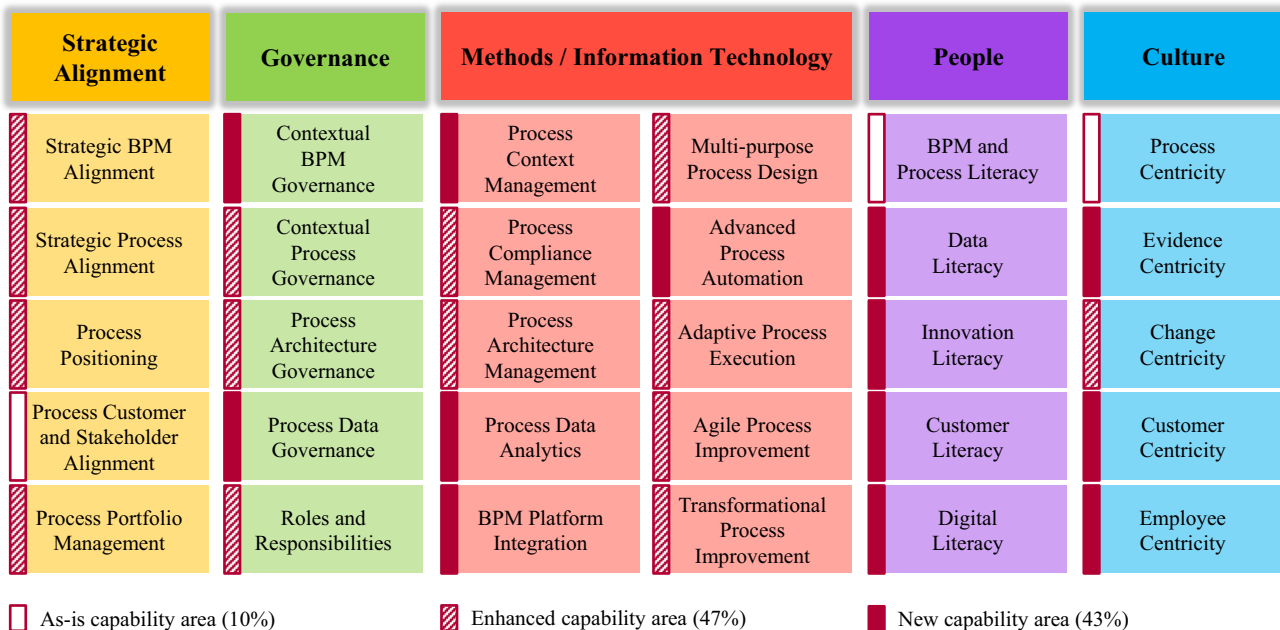 Strategic
Alignment
Governance
Methods / Information Technology
People
Culture
Strategic BPM
Alignment
Contextual
BPM
Governance
Process
Context
Management
Multi-purpose
Process Design
BPM and
Process Literacy
Process
Centricity
Strategic Process
Alignment
Contextual
Process
Governance
Process
Compliance
Management
Advanced
Process
Automation
Data
Literacy
Evidence
Centricity
Process
Positioning
Process
Architecture
Governance
Process
Architecture
Management
Adaptive Process
Execution
Innovation
Literacy
Change
Centricity
Process Customer
and Stakeholder
Alignment
Process Data
Governance
Process Data
Analytics
Agile Process
Improvement
Customer
Literacy
Customer
Centricity
Process Portfolio
Management
Roles and
Responsibilities
BPM Platform
Integration
Transformational
Process
Improvement
Digital
Literacy
Employee
Centricity
As-is capability area (10%)
Enhanced capability area (47%)
New capability area (43%)